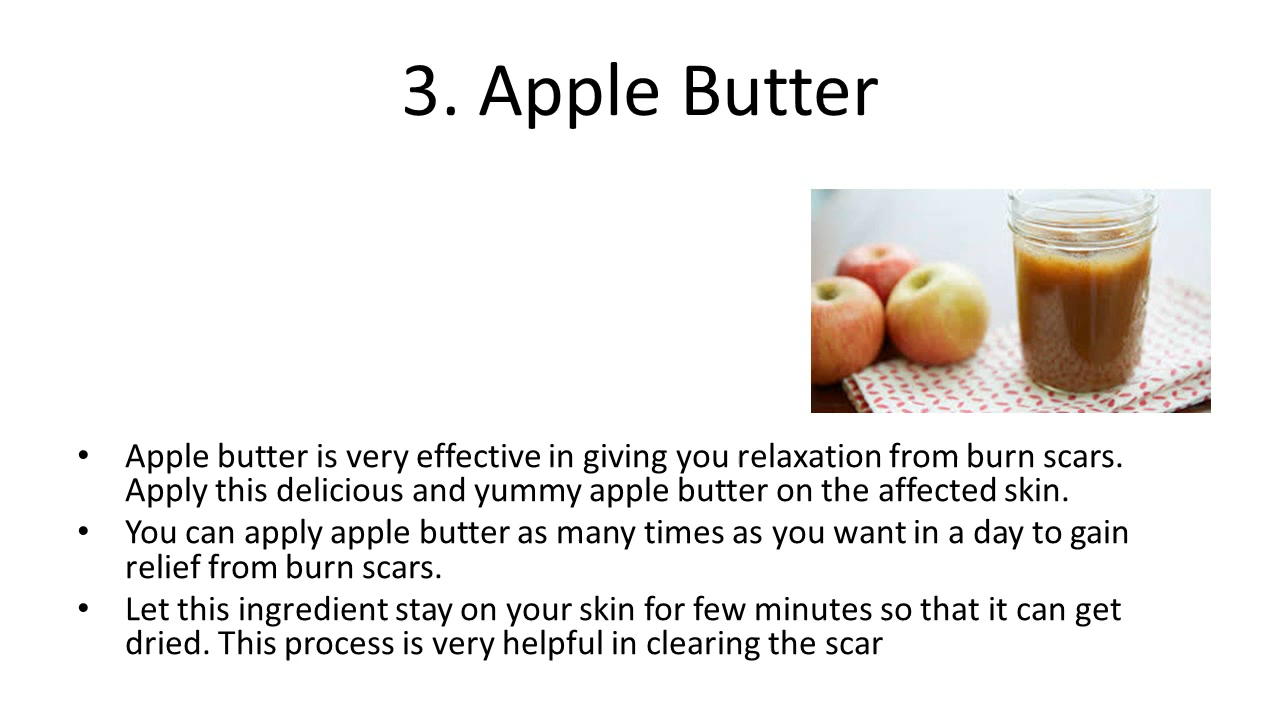 3. Apple Butter
• Apple butter is very effective in giving you relaxation from burn scars.
Apply this delicious and yummy apple butter on the affected skin.
• You can apply apple butter as many times as you want in a day to gain
relief from burn scars.
• Let this ingredient stay on your skin for few minutes so that it can get
dried. This process is very helpful in clearing the scar